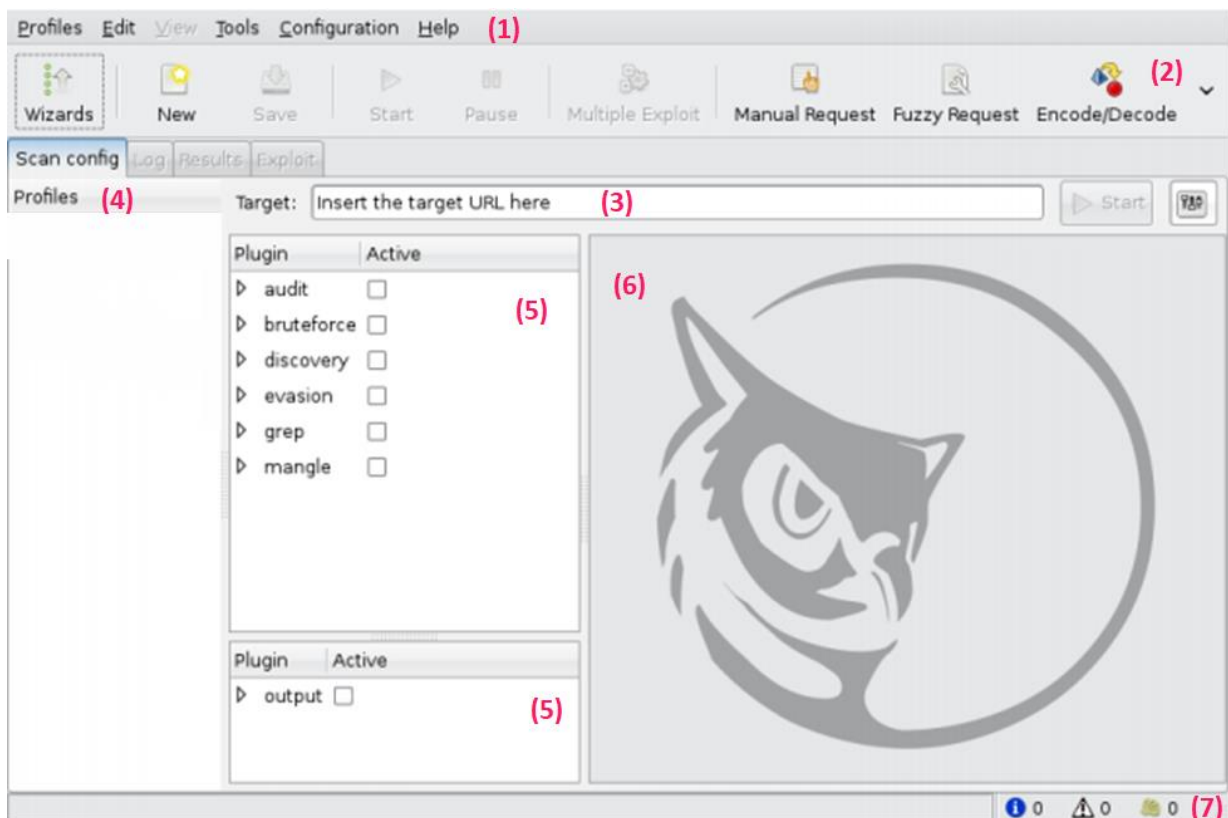 Profiles Edit View Tools Configuration Help (1)
Wizards New Save Start Pause Multiple Exploit Manual Request Fuzzy Request Encode/Decode (2)
Scan config Log Results Exploit
Profiles (4)
Target: Insert the target URL here (3) Start
Plugin Active
audit
bruteforce
discovery
evasion
grep
mangle
(5)
(6)
Plugin Active
output
(5)
0 0 0 (7)